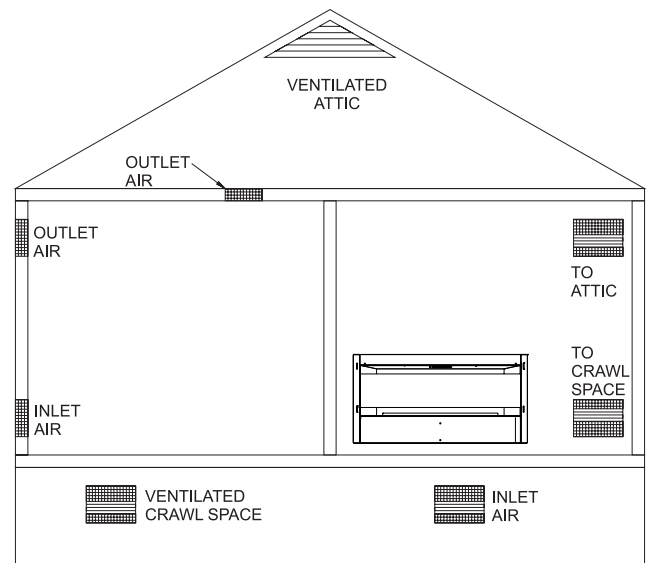 VENTILATED
ATTIC
OUTLET
AIR
OUTLET
AIR
TO
ATTIC
TO
CRAWL
SPACE
INLET
AIR
VENTILATED
CRAWL SPACE
INLET
AIR